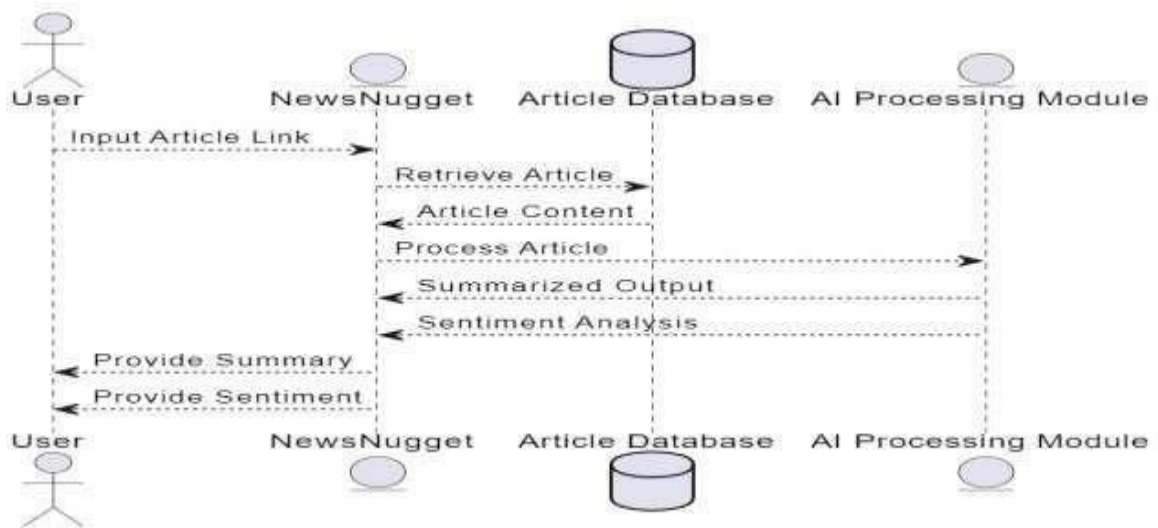 User NewsNugget Article Database AI Processing Module
Input Article Link
Retrieve Article
Article Content
Process Article
Summarized Output
Sentiment Analysis
Provide Summary
Provide Sentiment
User NewsNugget Article Database AI Processing Module